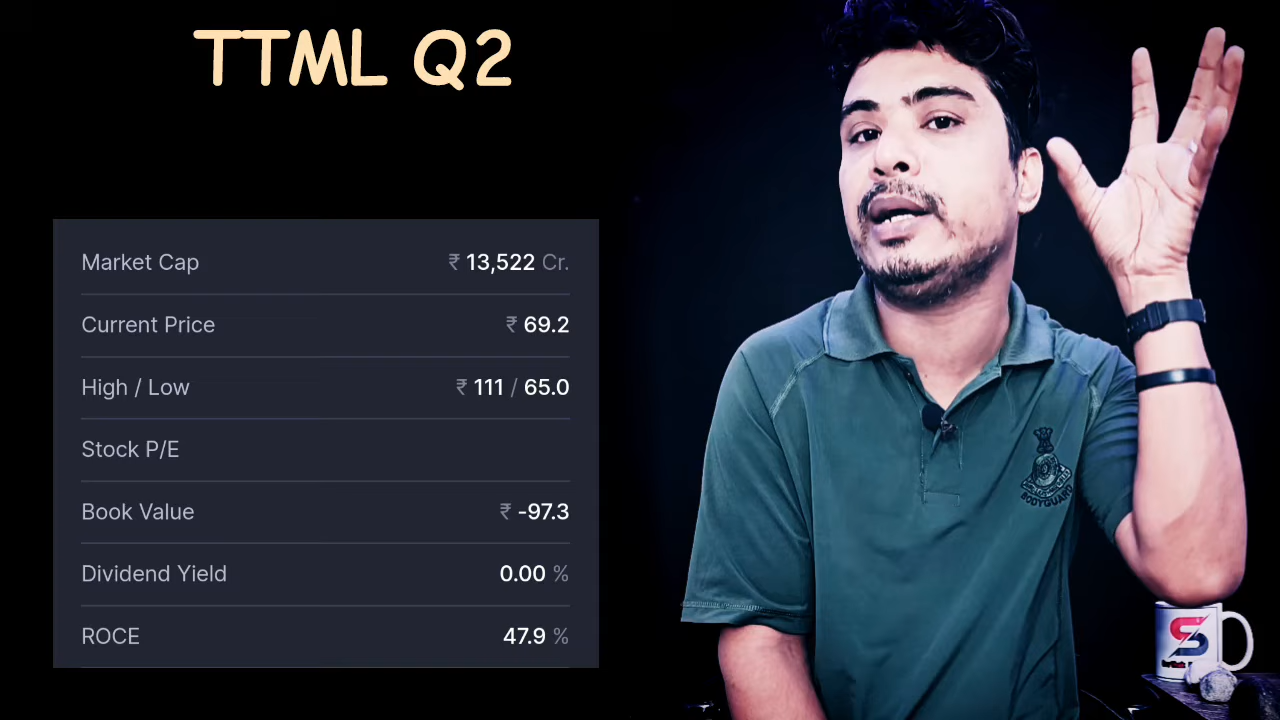 TTML Q2
Market Cap ₹ 13,522 Cr.
Current Price ₹ 69.2
High / Low ₹ 111 / 65.0
Stock P/E
Book Value ₹ -97.3
Dividend Yield 0.00 %
ROCE 47.9 %
BODYGUARD